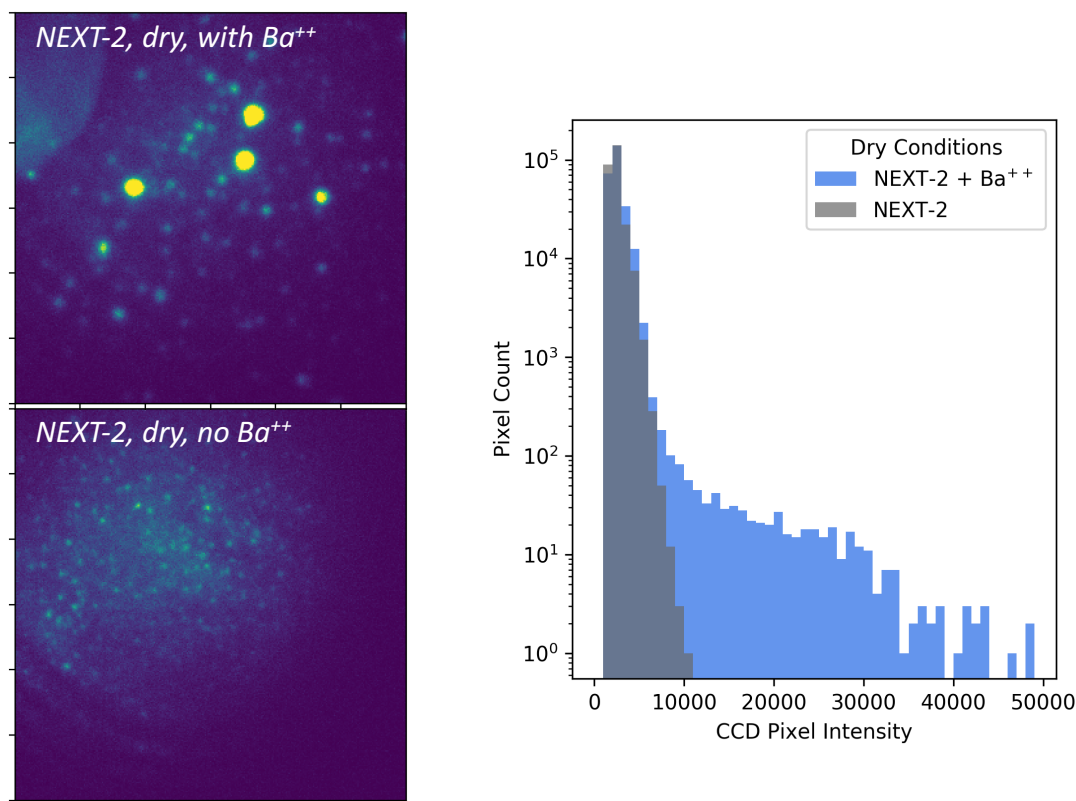 NEXT-2, dry, with Ba⁺⁺
NEXT-2, dry, no Ba⁺⁺
Dry Conditions
NEXT-2 + Ba⁺⁺
NEXT-2
Pixel Count
10⁵
10⁴
10³
10²
10¹
10⁰
0 10000 20000 30000 40000 50000
CCD Pixel Intensity